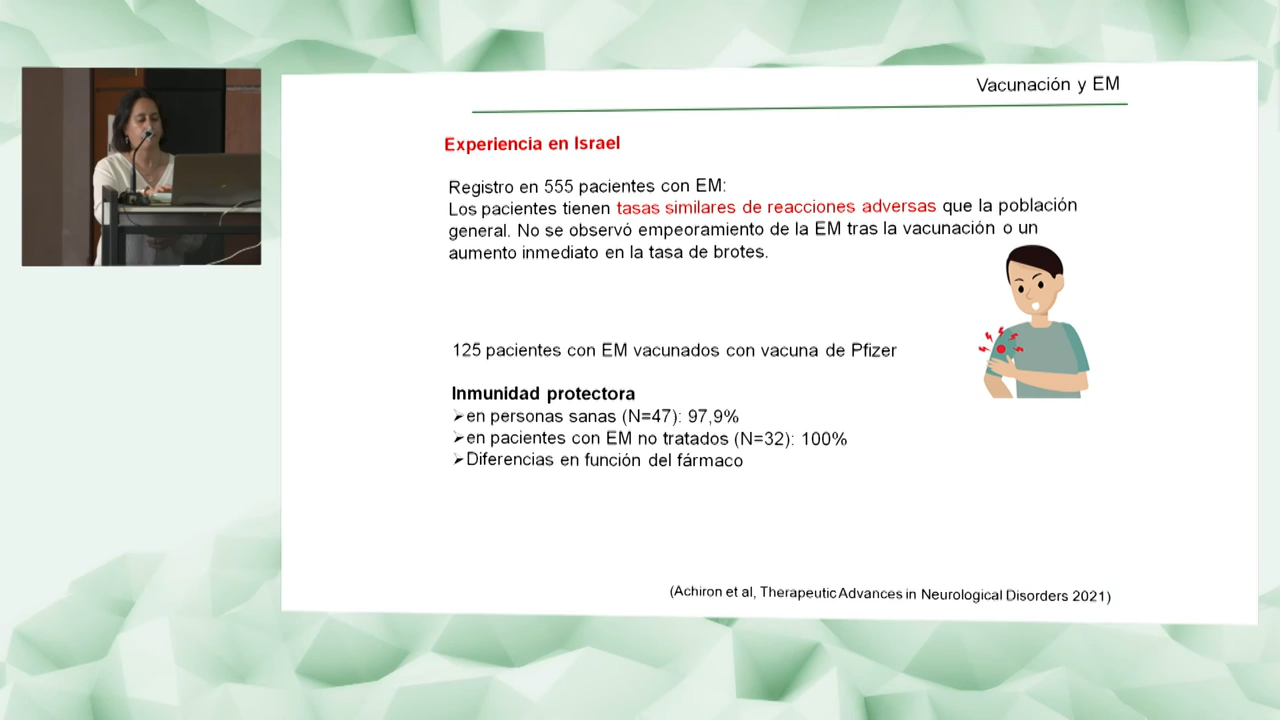 Vacunación y EM
Experiencia en Israel
Registro en 555 pacientes con EM:
Los pacientes tienen tasas similares de reacciones adversas que la población
general. No se observó empeoramiento de la EM tras la vacunación o un
aumento inmediato en la tasa de brotes.
125 pacientes con EM vacunados con vacuna de Pfizer
Inmunidad protectora
➢en personas sanas (N=47): 97,9%
➢en pacientes con EM no tratados (N=32): 100%
➢Diferencias en función del fármaco
(Achiron et al, Therapeutic Advances in Neurological Disorders 2021)